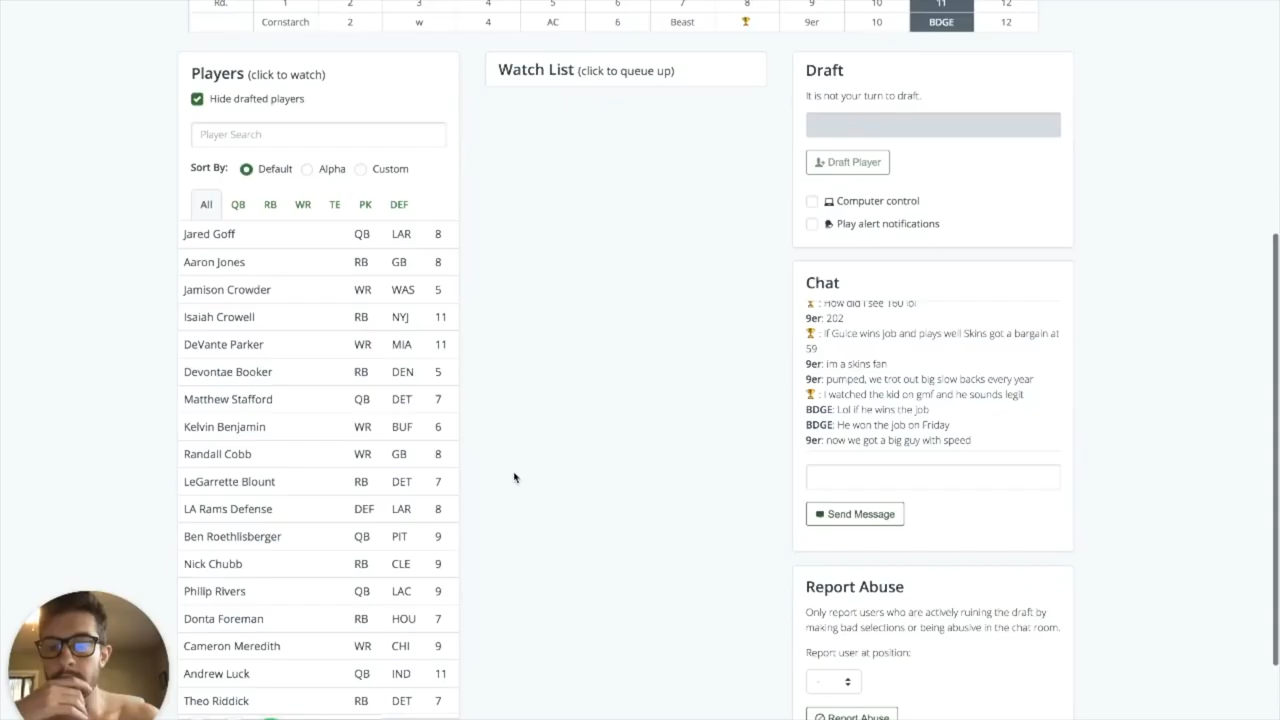 Rd. 1 2 3 4 5 6 7 8 9 10 11 12
Cornstarch 2 w 4 AC 6 Beast 🏆 9er 10 BDGE 12
Players (click to watch)
Hide drafted players
Player Search
Sort By: Default Alpha Custom
All QB RB WR TE PK DEF
Jared Goff QB LAR 8
Aaron Jones RB GB 8
Jamison Crowder WR WAS 5
Isaiah Crowell RB NYJ 11
DeVante Parker WR MIA 11
Devontae Booker RB DEN 5
Matthew Stafford QB DET 7
Kelvin Benjamin WR BUF 6
Randall Cobb WR GB 8
LeGarrette Blount RB DET 7
LA Rams Defense DEF LAR 8
Ben Roethlisberger QB PIT 9
Nick Chubb RB CLE 9
Philip Rivers QB LAC 9
Donta Foreman RB HOU 7
Cameron Meredith WR CHI 9
Andrew Luck QB IND 11
Theo Riddick RB DET 7
Watch List (click to queue up)
Draft
It is not your turn to draft.
Draft Player
Computer control
Play alert notifications
Chat
🏆 : How did I see 160 lol
9er: 202
🏆 : If Guice wins job and plays well Skins got a bargain at
59
9er: im a skins fan
9er: pumped, we trot out big slow backs every year
🏆 : I watched the kid on gmf and he sounds legit
BDGE: Lol if he wins the job
BDGE: He won the job on Friday
9er: now we got a big guy with speed
Send Message
Report Abuse
Only report users who are actively ruining the draft by
making bad selections or being abusive in the chat room.
Report user at position:
-
Report Abuse